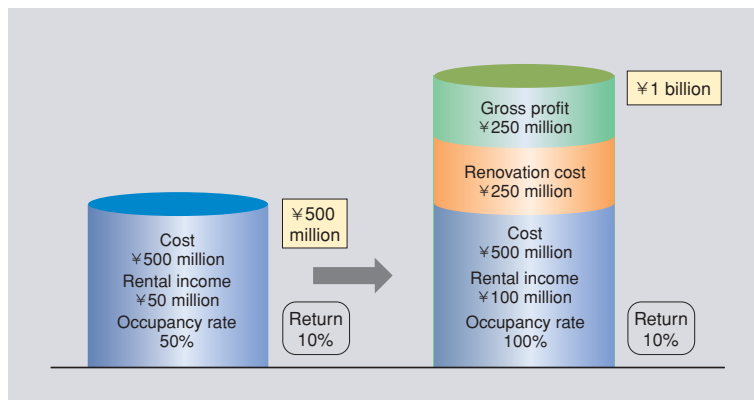 Cost
￥500 million
Rental income
￥50 million
Occupancy rate
50%
￥500
million
Return
10%
Gross profit
￥250 million
Renovation cost
￥250 million
Cost
￥500 million
Rental income
￥100 million
Occupancy rate
100%
￥1 billion
Return
10%